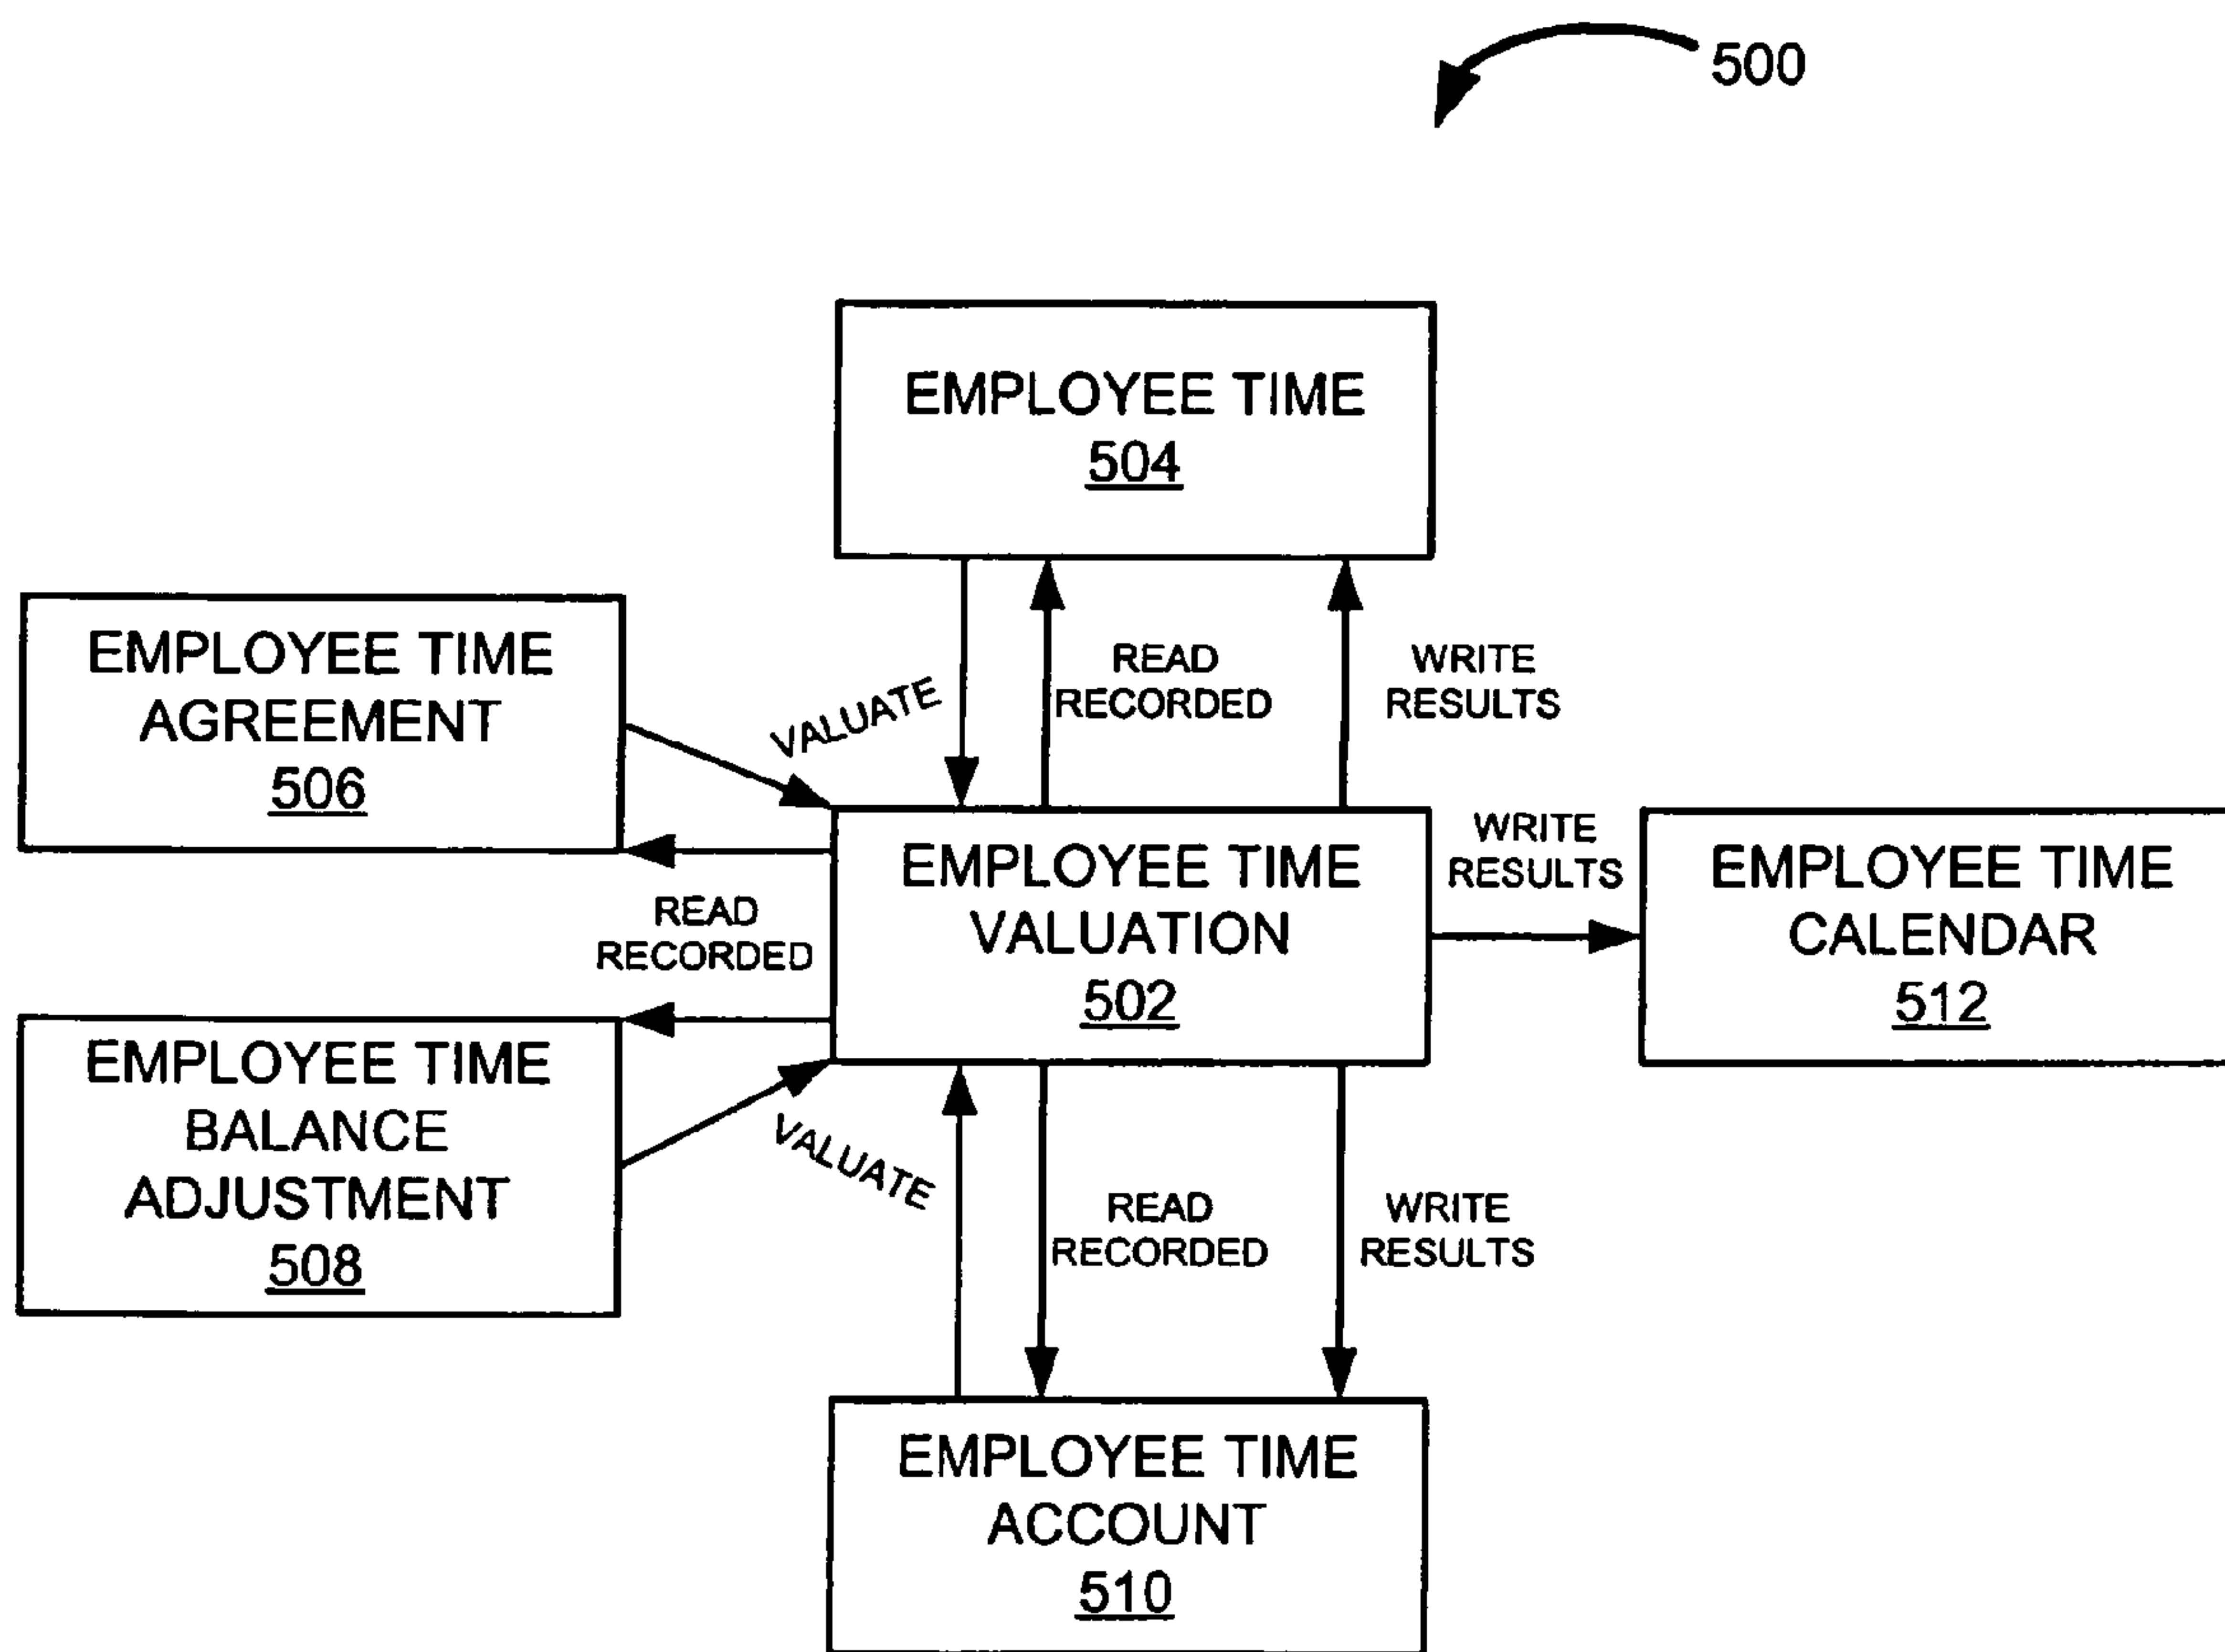 500
EMPLOYEE TIME
504
EMPLOYEE TIME
AGREEMENT
506
VALUATE
READ
RECORDED
WRITE
RESULTS
EMPLOYEE TIME
VALUATION
502
WRITE
RESULTS
EMPLOYEE TIME
CALENDAR
512
READ
RECORDED
EMPLOYEE TIME
BALANCE
ADJUSTMENT
508
VALUATE
READ
RECORDED
WRITE
RESULTS
EMPLOYEE TIME
ACCOUNT
510